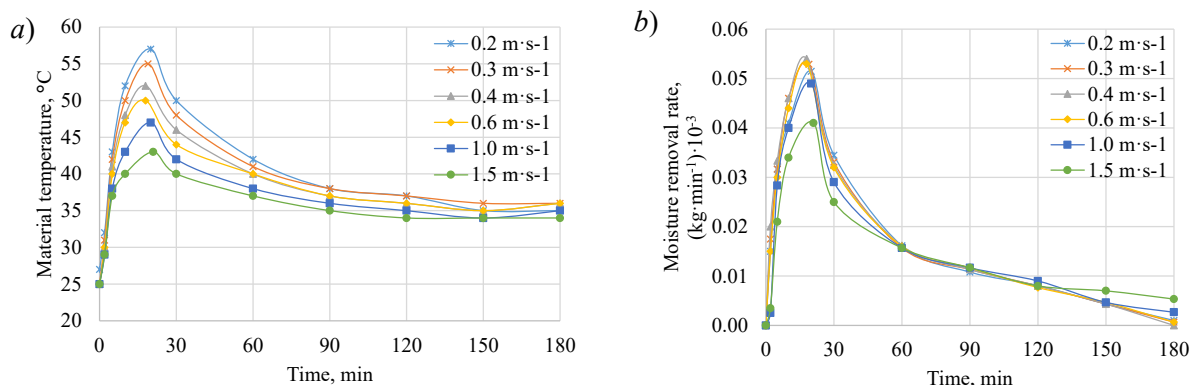 a)
60
55
50
45
40
35
30
25
20
Material temperature, °C
0 30 60 90 120 150 180
Time, min
0.2 m·s-1
0.3 m·s-1
0.4 m·s-1
0.6 m·s-1
1.0 m·s-1
1.5 m·s-1
b)
0.06
0.05
0.04
0.03
0.02
0.01
0.00
Moisture removal rate,
(kg·min⁻¹)·10⁻³
0 30 60 90 120 150 180
Time, min
0.2 m·s-1
0.3 m·s-1
0.4 m·s-1
0.6 m·s-1
1.0 m·s-1
1.5 m·s-1